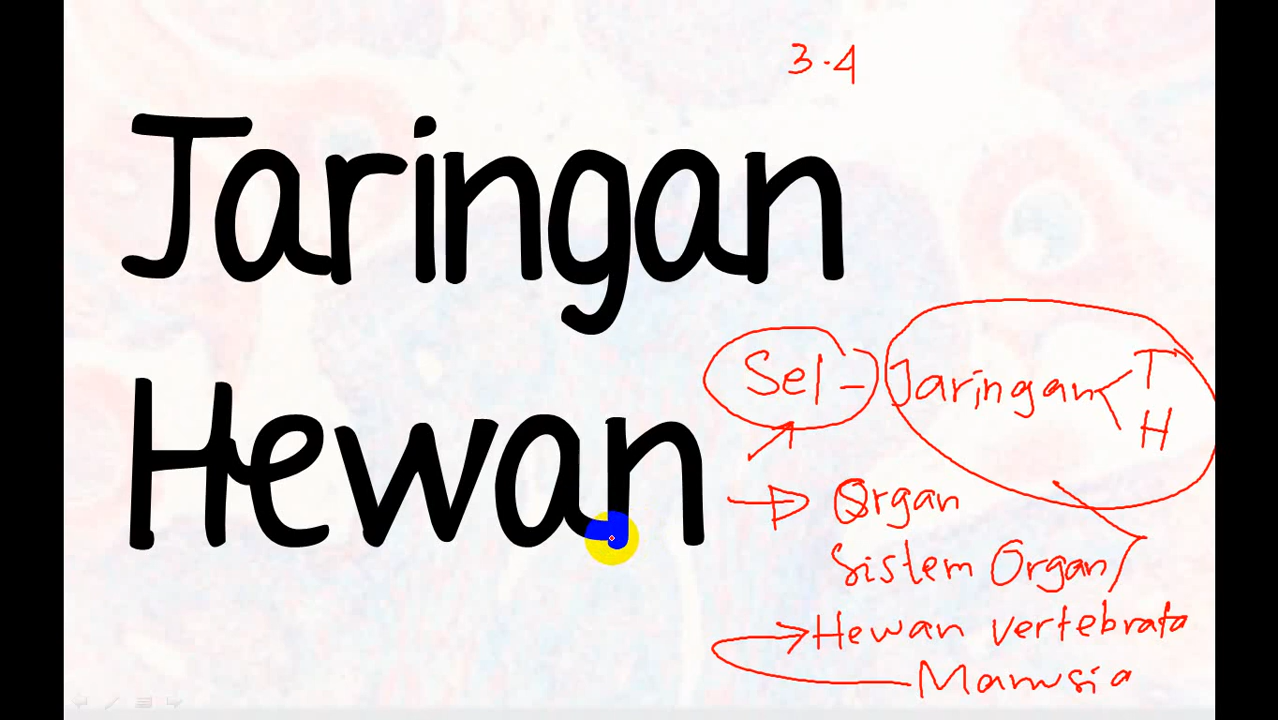 3.4
Jaringan
Hewan
Sel - Jaringan < T
H
→ Organ
Sistem Organ
Hewan vertebrata
Manusia